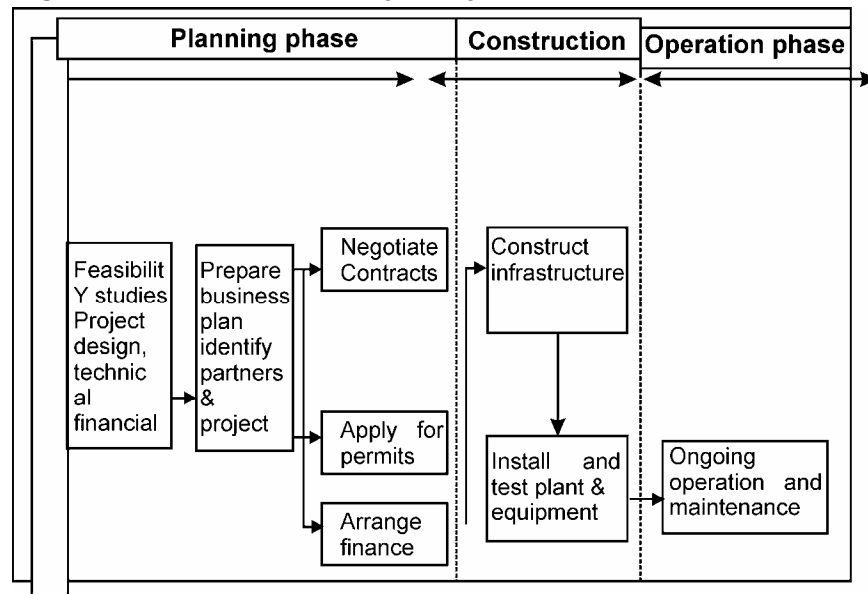 Planning phase
Construction
Operation phase
Feasibilit
Y studies
Project
design,
technic
al
financial
Prepare
business
plan
identify
partners
&
project
Negotiate
Contracts
Apply for
permits
Arrange
finance
Construct
infrastructure
Install and
test plant &
equipment
Ongoing
operation and
maintenance